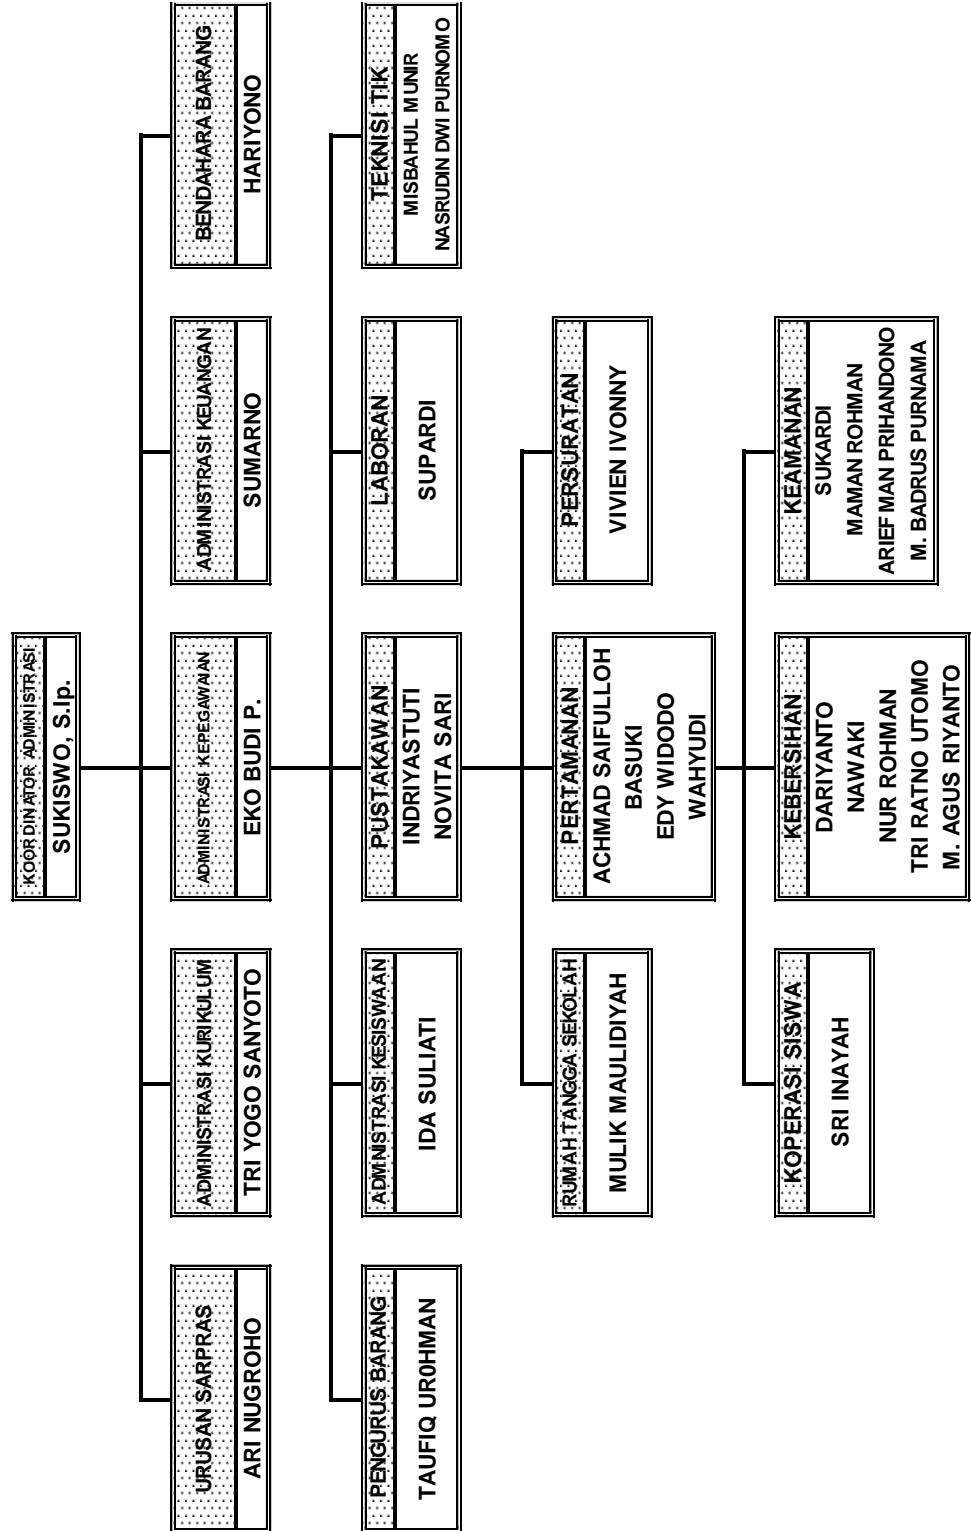 KOORDINATOR ADMINISTRASI
SUKISWO, S.Ip.
URUSAN SARPRAS
ARI NUGROHO
ADMINISTRASI KURIKULUM
TRI YOGO SANYOTO
ADMINISTRASI KEPEGAWAIAN
EKO BUDI P.
ADMINISTRASI KEUANGAN
SUMARNO
BENDAHARA BARANG
HARIYONO
PENGURUS BARANG
TAUFIQ UR0HMAN
ADMINISTRASI KESISWAAN
IDA SULIATI
PUSTAKAWAN
INDRIYASTUTI
NOVITA SARI
LABORAN
SUPARDI
TEKNISI TIK
MISBAHUL MUNIR
NASRUDIN DWI PURNOMO
RUMAH TANGGA SEKOLAH
MULIK MAULIDIYAH
PERTAMANAN
ACHMAD SAIFULLOH
BASUKI
EDY WIDODO
WAHYUDI
PERSURATAN
VIVIEN IVONNY
KOPERASI SISWA
SRI INAYAH
KEBERSIHAN
DARIYANTO
NAWAKI
NUR ROHMAN
TRI RATNO UTOMO
M. AGUS RIYANTO
KEAMANAN
SUKARDI
MAMAN ROHMAN
ARIEF MAN PRIHANDONO
M. BADRUS PURNAMA